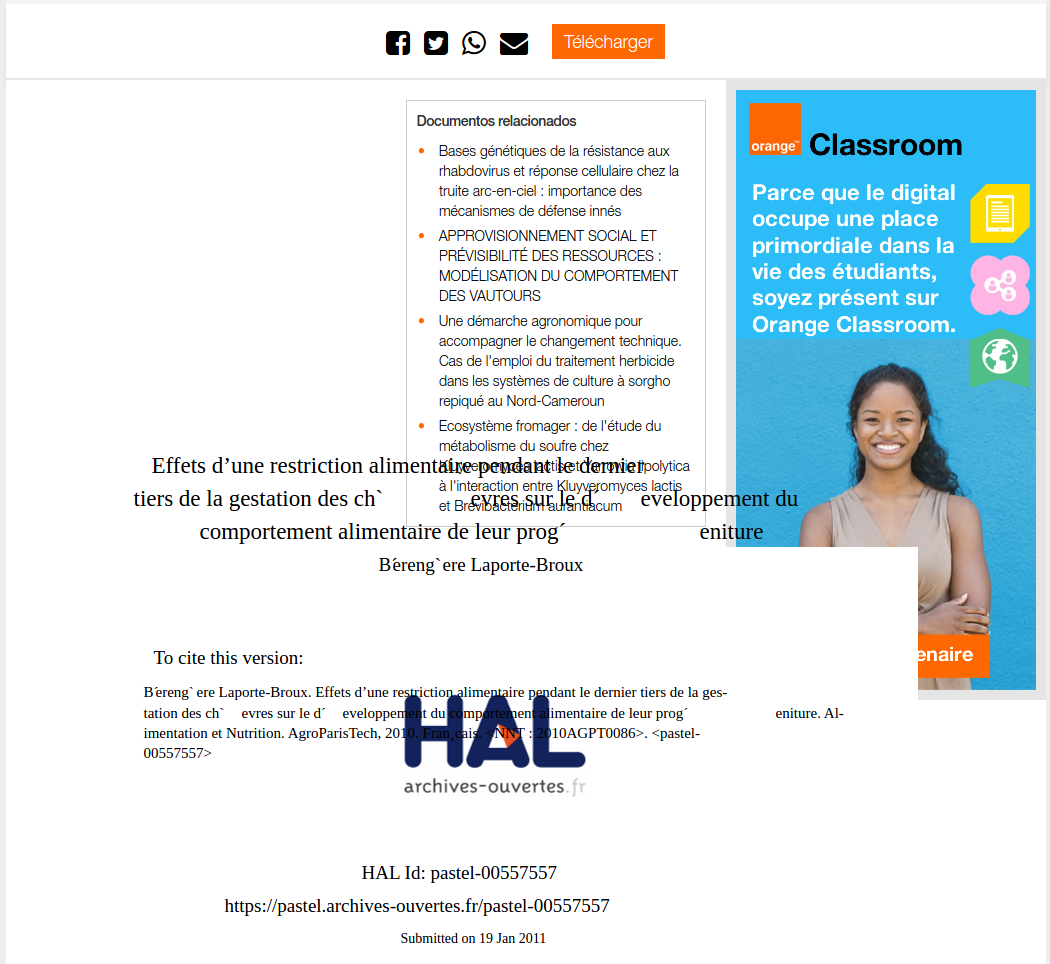 Télécharger
Documentos relacionados
Bases génétiques de la résistance aux
rhabdovirus et réponse cellulaire chez la
truite arc-en-ciel : importance des
mécanismes de défense innés
APPROVISIONNEMENT SOCIAL ET
PRÉVISIBILITÉ DES RESSOURCES :
MODÉLISATION DU COMPORTEMENT
DES VAUTOURS
Une démarche agronomique pour
accompagner le changement technique.
Cas de l'emploi du traitement herbicide
dans les systèmes de culture à sorgho
repiqué au Nord-Cameroun
Ecosystème fromager : de l'étude du
métabolisme du soufre chez
Kluyveromyces lactis et Yarrowia lipolytica
à l'interaction entre Kluyveromyces lactis
et Brevibacterium aurantiacum
orange™
Classroom
Parce que le digital
occupe une place
primordiale dans la
vie des étudiants,
soyez présent sur
Orange Classroom.
enaire
Effets d’une restriction alimentaire pendant le dernier
tiers de la gestation des ch` evres sur le d´ eveloppement du
comportement alimentaire de leur prog´ eniture
B´ereng`ere Laporte-Broux
To cite this version:
B´ereng` ere Laporte-Broux. Effets d’une restriction alimentaire pendant le dernier tiers de la ges-
tation des ch` evres sur le d´ eveloppement du comportement alimentaire de leur prog´ eniture. Al-
imentation et Nutrition. AgroParisTech, 2010. Fran¸cais. <NNT : 2010AGPT0086>. <pastel-
00557557>
HAL
archives-ouvertes.fr
HAL Id: pastel-00557557
https://pastel.archives-ouvertes.fr/pastel-00557557
Submitted on 19 Jan 2011